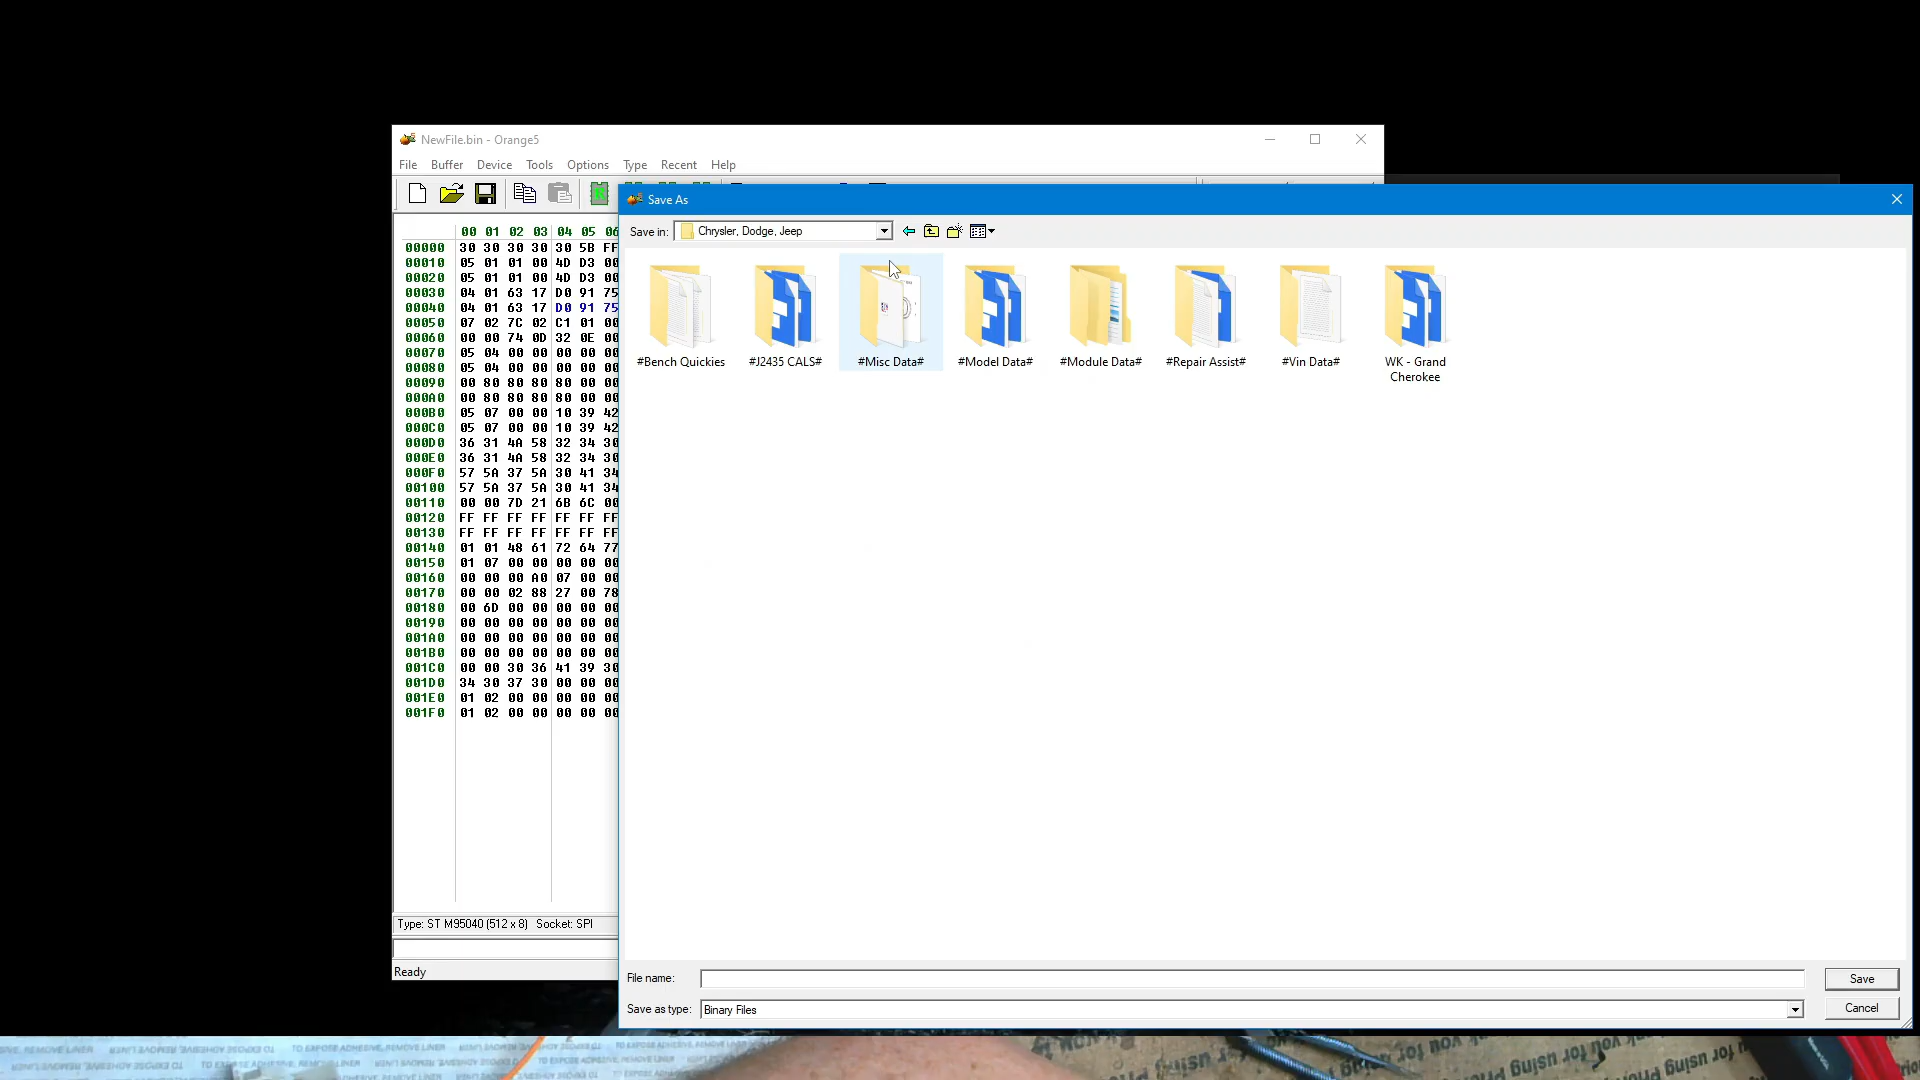 NewFile.bin - Orange5
File Buffer Device Tools Options Type Recent Help
Save As
Save in: Chrysler, Dodge, Jeep
#Bench Quickies #J2435 CALS# #Misc Data# #Model Data# #Module Data# #Repair Assist# #Vin Data# WK - Grand Cherokee
00 01 02 03 04 05 06
00000 30 30 30 30 30 5B FF
00010 05 01 01 00 4D D3 00
00020 05 01 01 00 4D D3 00
00030 04 01 63 17 D0 91 75
00040 04 01 63 17 D0 91 75
00050 07 02 7C 02 C1 01 00
00060 00 00 74 0D 32 0E 00
00070 05 04 00 00 00 00 00
00080 05 04 00 00 00 00 00
00090 00 80 80 80 80 00 00
000A0 00 80 80 80 80 00 00
000B0 05 07 00 00 10 39 42
000C0 05 07 00 00 10 39 42
000D0 36 31 4A 58 32 34 30
000E0 36 31 4A 58 32 34 30
000F0 57 5A 37 5A 30 41 34
00100 57 5A 37 5A 30 41 34
00110 00 00 7D 21 6B 6C 00
00120 FF FF FF FF FF FF FF
00130 FF FF FF FF FF FF FF
00140 01 01 48 61 72 64 77
00150 01 07 00 00 00 00 00
00160 00 00 00 A0 07 00 00
00170 00 00 02 88 27 00 78
00180 00 6D 00 00 00 00 00
00190 00 00 00 00 00 00 00
001A0 00 00 00 00 00 00 00
001B0 00 00 00 00 00 00 00
001C0 00 00 30 36 41 39 30
001D0 34 30 37 30 00 00 00
001E0 01 02 00 00 00 00 00
001F0 01 02 00 00 00 00 00
Type: ST M95040 (512 x 8) Socket: SPI
Ready
File name:
Save
Save as type: Binary Files
Cancel
TO EXPOSE ADHESIVE, REMOVE LINER